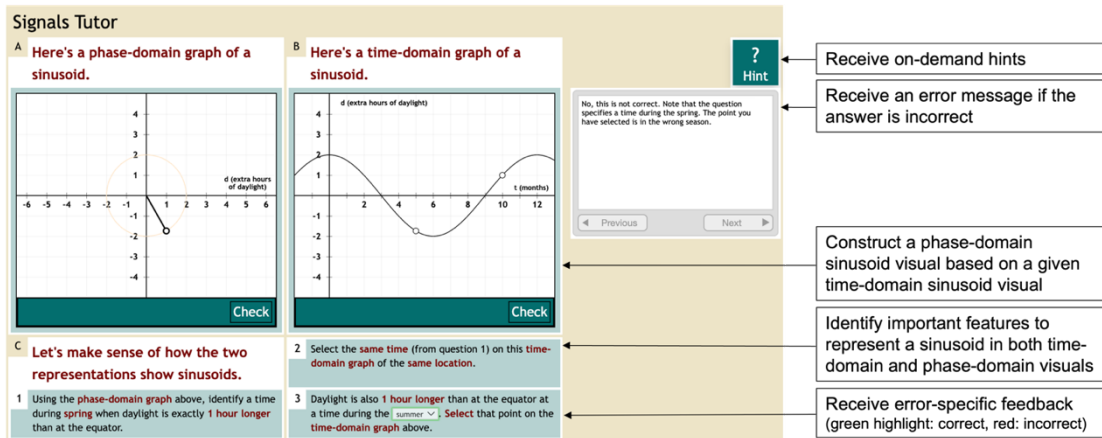 Signals Tutor
A
Here's a phase-domain graph of a
sinusoid.
4
3
2
1
d (extra hours
of daylight)
-6 -5 -4 -3 -2 -1 1 2 3 4 5 6
-1
-2
-3
-4
Check
B
Here's a time-domain graph of a
sinusoid.
d (extra hours of daylight)
4
3
2
1
t (months)
2 4 6 8 10 12
-1
-2
-3
-4
Check
?
Hint
No, this is not correct. Note that the question
specifies a time during the spring. The point you
have selected is in the wrong season.
Previous
Next
C
Let's make sense of how the two
representations show sinusoids.
1 Using the phase-domain graph above, identify a time
during spring when daylight is exactly 1 hour longer
than at the equator.
2 Select the same time (from question 1) on this time-
domain graph of the same location.
3 Daylight is also 1 hour longer than at the equator at
a time during the summer. Select that point on the
time-domain graph above.
Receive on-demand hints
Receive an error message if the
answer is incorrect
Construct a phase-domain
sinusoid visual based on a given
time-domain sinusoid visual
Identify important features to
represent a sinusoid in both time-
domain and phase-domain visuals
Receive error-specific feedback
(green highlight: correct, red: incorrect)